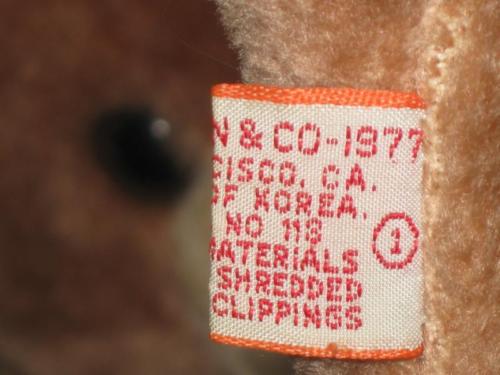 N & CO-1977
CISCO, CA.
OF KOREA.
NO 118
1
MATERIALS
SHREDDED
CLIPPINGS